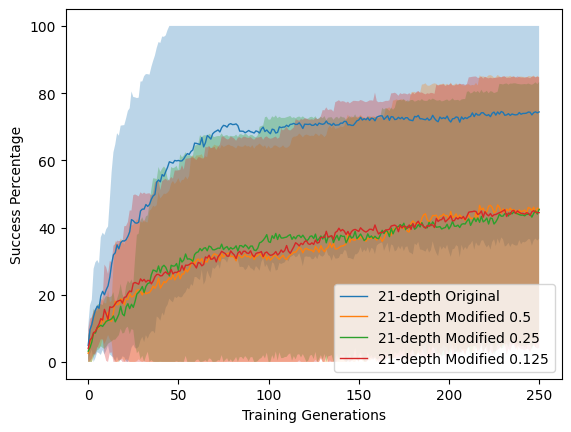 100
80
60
40
20
0
Success Percentage
0 50 100 150 200 250
Training Generations
21-depth Original
21-depth Modified 0.5
21-depth Modified 0.25
21-depth Modified 0.125